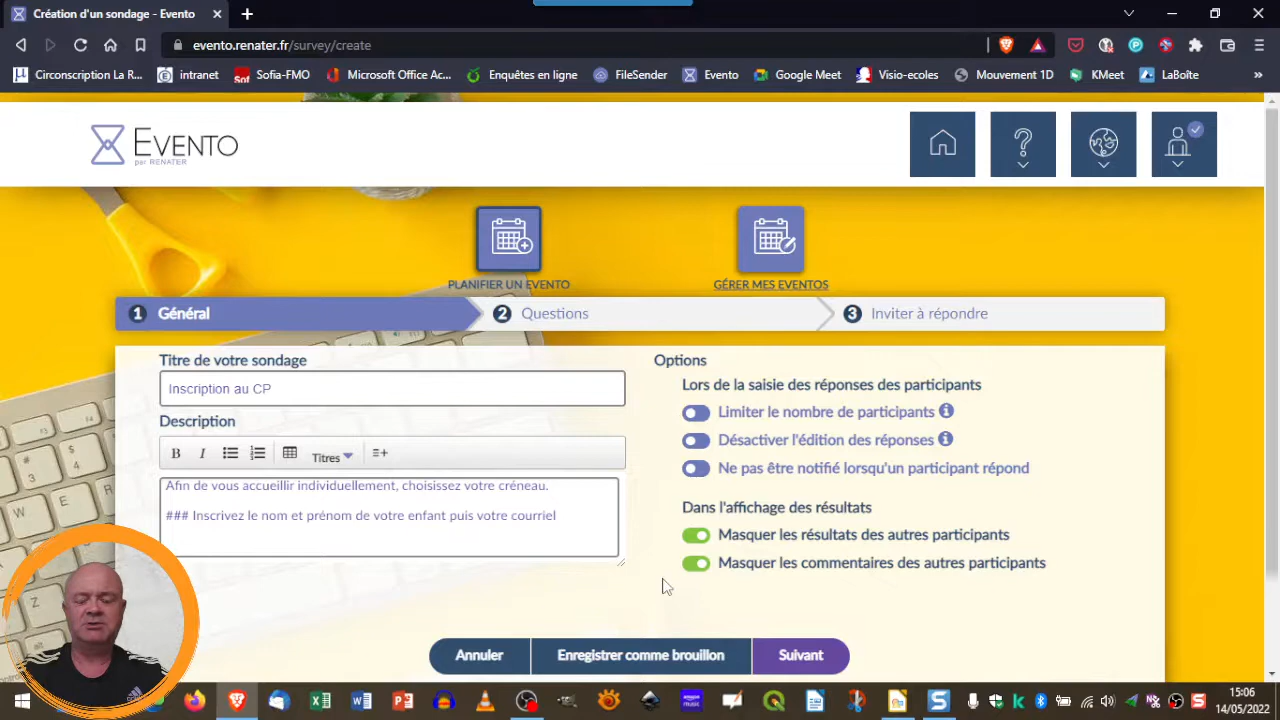 Création d'un sondage - Evento
evento.renater.fr/survey/create
Circonscription La R... intranet Sofia-FMO Microsoft Office Ac... Enquêtes en ligne FileSender Evento Google Meet Visio-ecoles Mouvement 1D KMeet LaBoîte »
EVENTO
par RENATER
PLANIFIER UN EVENTO
GÉRER MES EVENTOS
1 Général
2 Questions
3 Inviter à répondre
Titre de votre sondage
Inscription au CP
Description
B I Titres
Afin de vous accueillir individuellement, choisissez votre créneau.
### Inscrivez le nom et prénom de votre enfant puis votre courriel
Options
Lors de la saisie des réponses des participants
Limiter le nombre de participants
Désactiver l'édition des réponses
Ne pas être notifié lorsqu'un participant répond
Dans l'affichage des résultats
Masquer les résultats des autres participants
Masquer les commentaires des autres participants
Annuler
Enregistrer comme brouillon
Suivant
15:06
14/05/2022